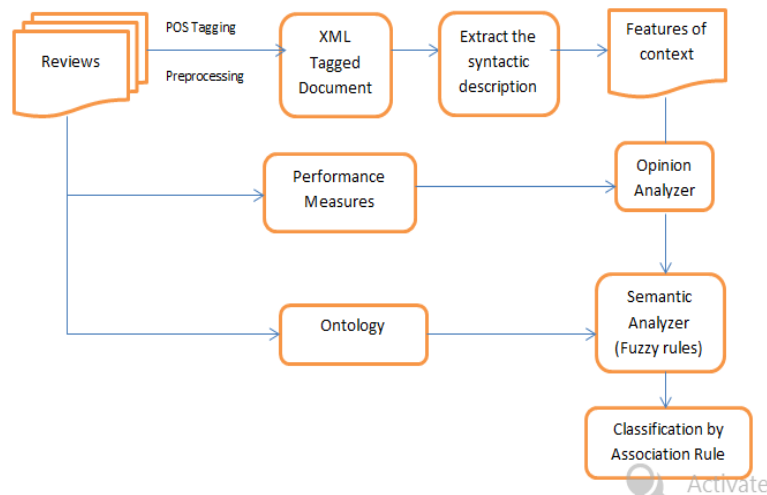 POS Tagging
Preprocessing
Reviews
XML
Tagged
Document
Extract the
syntactic
description
Features of
context
Performance
Measures
Opinion
Analyzer
Ontology
Semantic
Analyzer
(Fuzzy rules)
Classification by
Association Rule
Activate